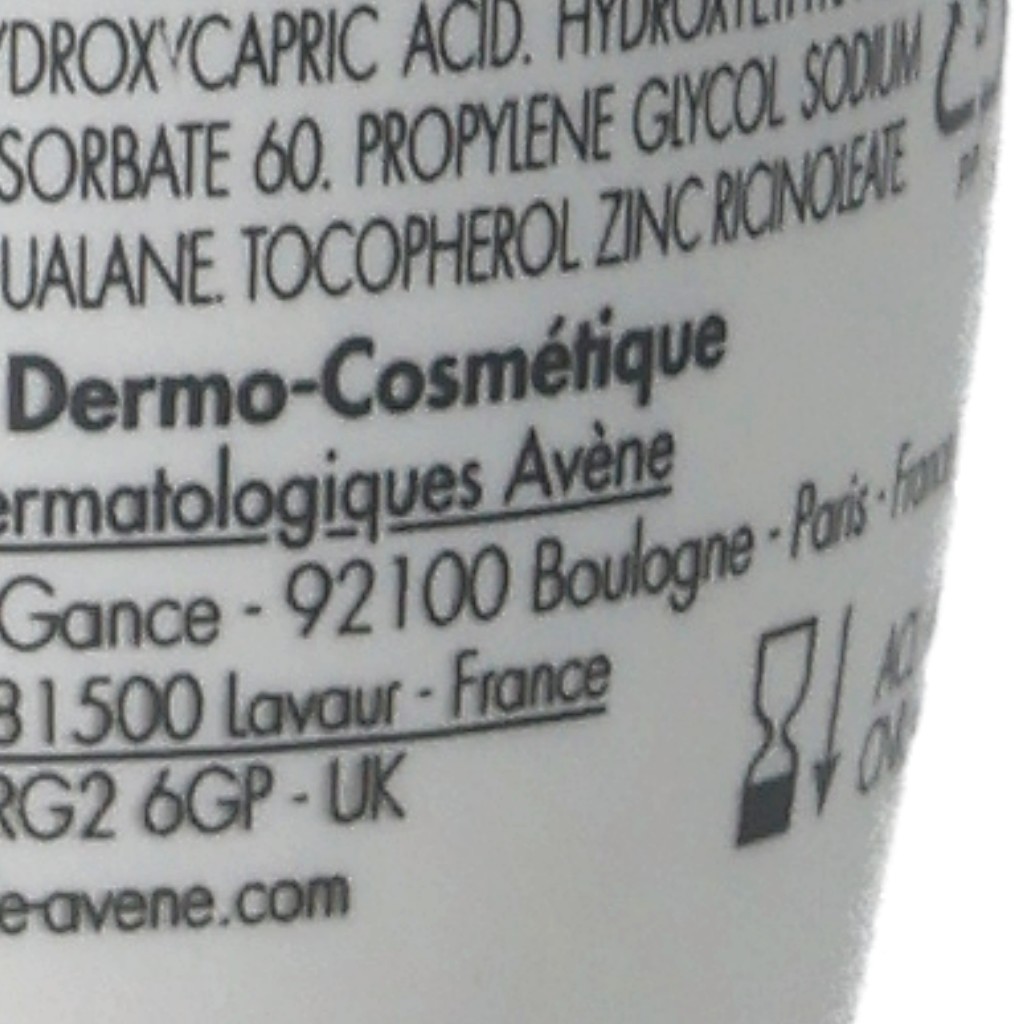 YDROXYCAPRIC ACID.
SORBATE 60. PROPYLENE GLYCOL SODIUM
UALANE. TOCOPHEROL ZINC RICINOLEATE
Dermo-Cosmétique
ermatologiques Avène
Gance - 92100 Boulogne - Paris - France
81500 Lavaur - France
RG2 6GP - UK
e-avene.com